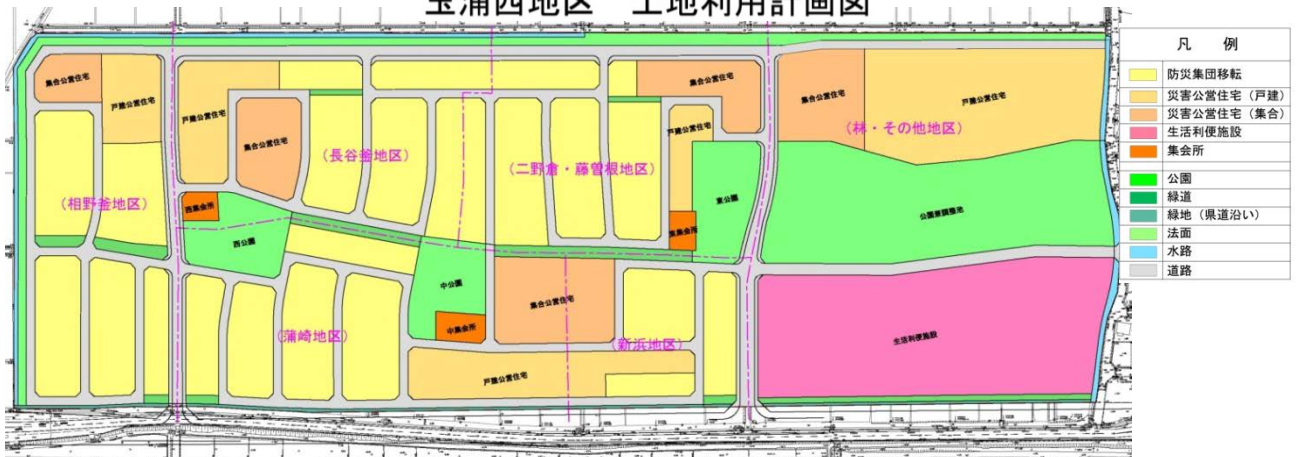 玉浦西地区 土地利用計画図
凡 例
防災集団移転
災害公営住宅（戸建）
災害公営住宅（集合）
生活利便施設
集会所
公園
緑道
緑地（県道沿い）
法面
水路
道路
集合公営住宅
戸建公営住宅
戸建公営住宅
集合公営住宅
集合公営住宅
戸建公営住宅
集合公営住宅
戸建公営住宅
（林・その他地区）
（長谷釜地区）
（二野倉・藤曽根地区）
（相野釜地区）
西集会所
西公園
東公園
東集会所
公園兼調整池
中公園
中集会所
集合公営住宅
（蒲崎地区）
（新浜地区）
生活利便施設
戸建公営住宅